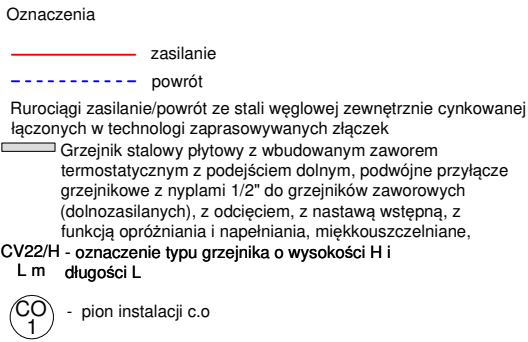 Oznaczenia
zasilanie
powrót
Rurociągi zasilanie/powrót ze stali węglowej zewnętrznie cynkowanej
łączonych w technologi zaprasowywanych złączek
Grzejnik stalowy płytowy z wbudowanym zaworem
termostatycznym z podejściem dolnym, podwójne przyłącze
grzejnikowe z nyplami 1/2" do grzejników zaworowych
(dolnozasilanych), z odcięciem, z nastawą wstępną, z
funkcją opróżniania i napełniania, miękkouszczelniane,
CV22/H - oznaczenie typu grzejnika o wysokości H i
L m długości L
CO
1 - pion instalacji c.o